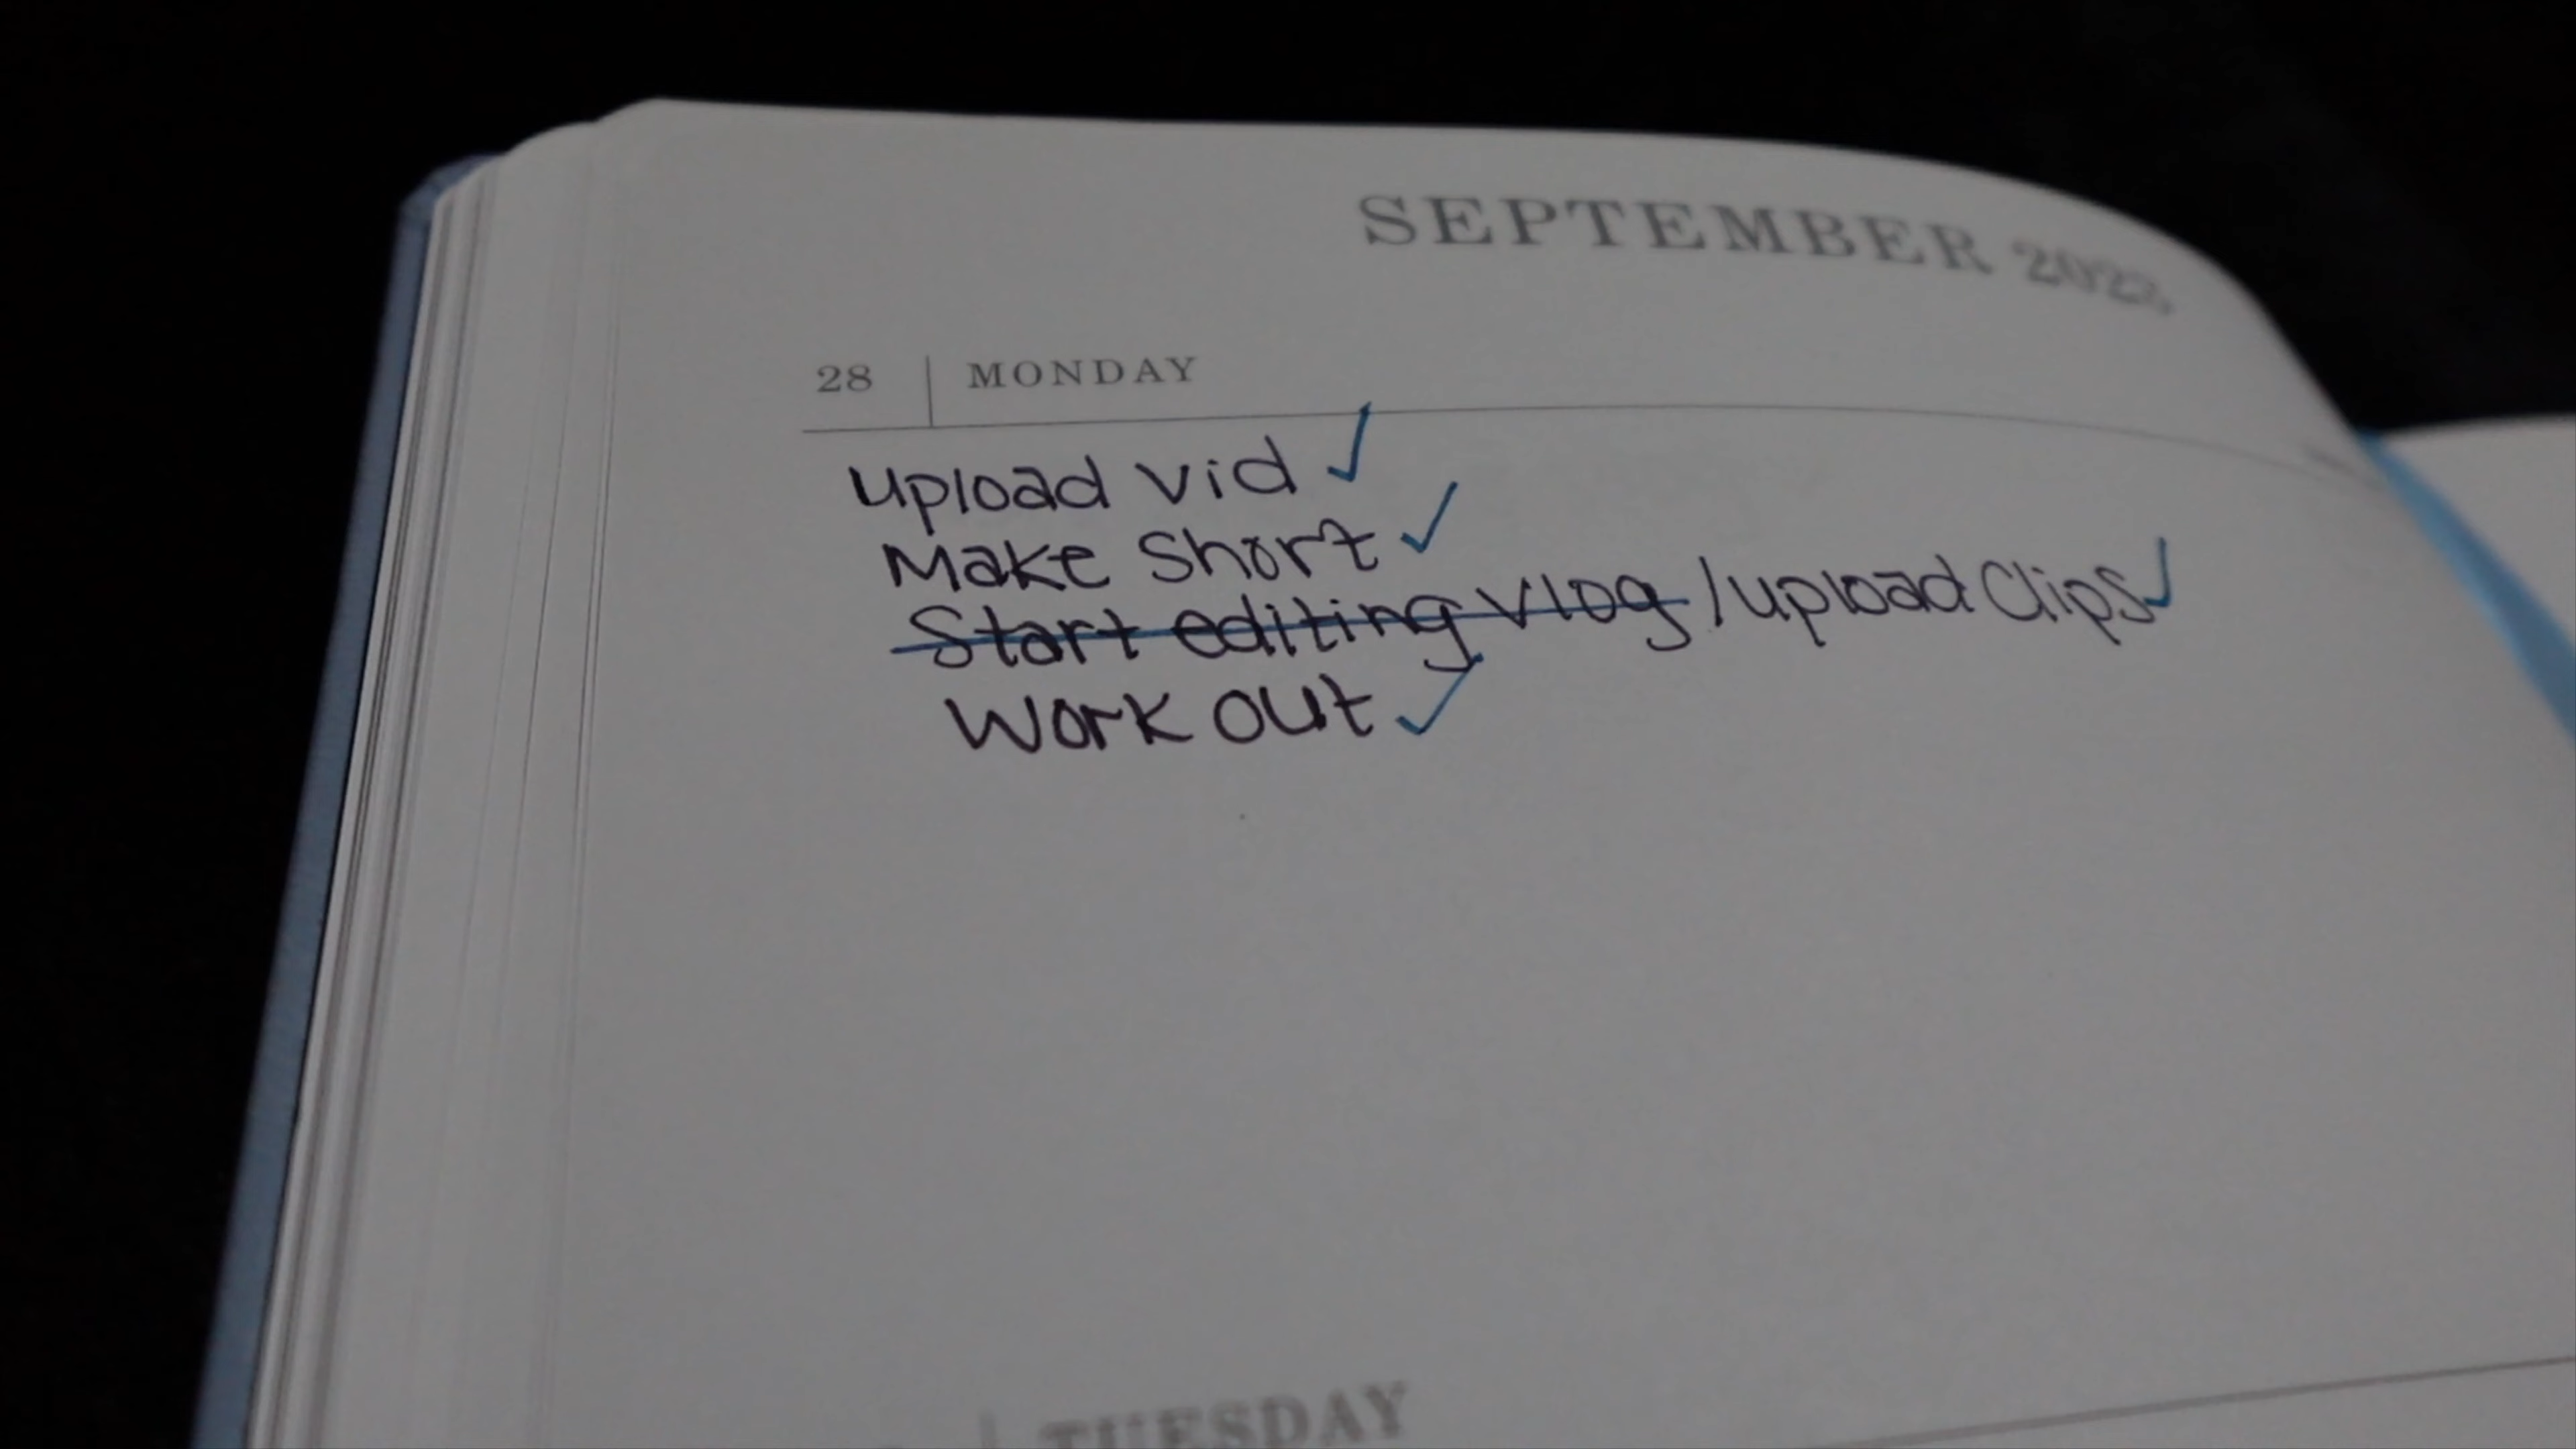 SEPTEMBER 2023
28 MONDAY
upload vid ✓
Make Short ✓
Start editing vlog / upload Clips ✓
Work out ✓
TUESDAY